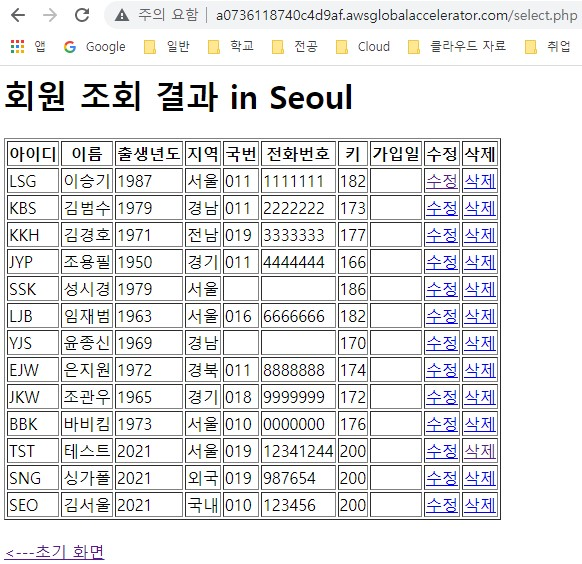 주의 요함 | a0736118740c4d9af.awsglobalaccelerator.com/select.php
앱 Google 일반 학교 전공 Cloud 클라우드 자료 취업
회원 조회 결과 in Seoul
아이디 이름 출생년도 지역 국번 전화번호 키 가입일 수정 삭제
LSG 이승기 1987 서울 011 1111111 182 수정 삭제
KBS 김범수 1979 경남 011 2222222 173 수정 삭제
KKH 김경호 1971 전남 019 3333333 177 수정 삭제
JYP 조용필 1950 경기 011 4444444 166 수정 삭제
SSK 성시경 1979 서울 186 수정 삭제
LJB 임재범 1963 서울 016 6666666 182 수정 삭제
YJS 윤종신 1969 경남 170 수정 삭제
EJW 은지원 1972 경북 011 8888888 174 수정 삭제
JKW 조관우 1965 경기 018 9999999 172 수정 삭제
BBK 바비킴 1973 서울 010 0000000 176 수정 삭제
TST 테스트 2021 서울 019 12341244 200 수정 삭제
SNG 싱가폴 2021 외국 019 987654 200 수정 삭제
SEO 김서울 2021 국내 010 123456 200 수정 삭제
<---초기 화면